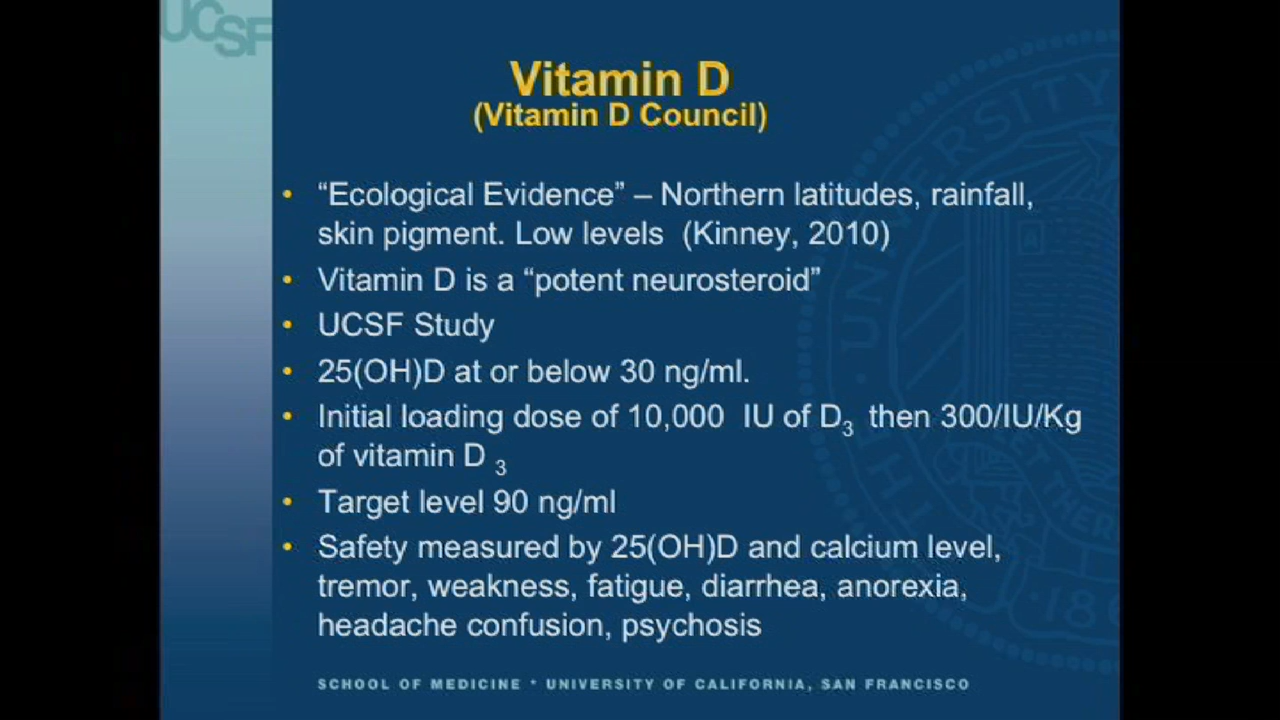 UCSF
Vitamin D
(Vitamin D Council)
• “Ecological Evidence” – Northern latitudes, rainfall,
skin pigment. Low levels (Kinney, 2010)
• Vitamin D is a “potent neurosteroid”
• UCSF Study
• 25(OH)D at or below 30 ng/ml.
• Initial loading dose of 10,000 IU of D3 then 300/IU/Kg
of vitamin D 3
• Target level 90 ng/ml
• Safety measured by 25(OH)D and calcium level,
tremor, weakness, fatigue, diarrhea, anorexia,
headache confusion, psychosis
SCHOOL OF MEDICINE * UNIVERSITY OF CALIFORNIA, SAN FRANCISCO
THE UNIVERSITY